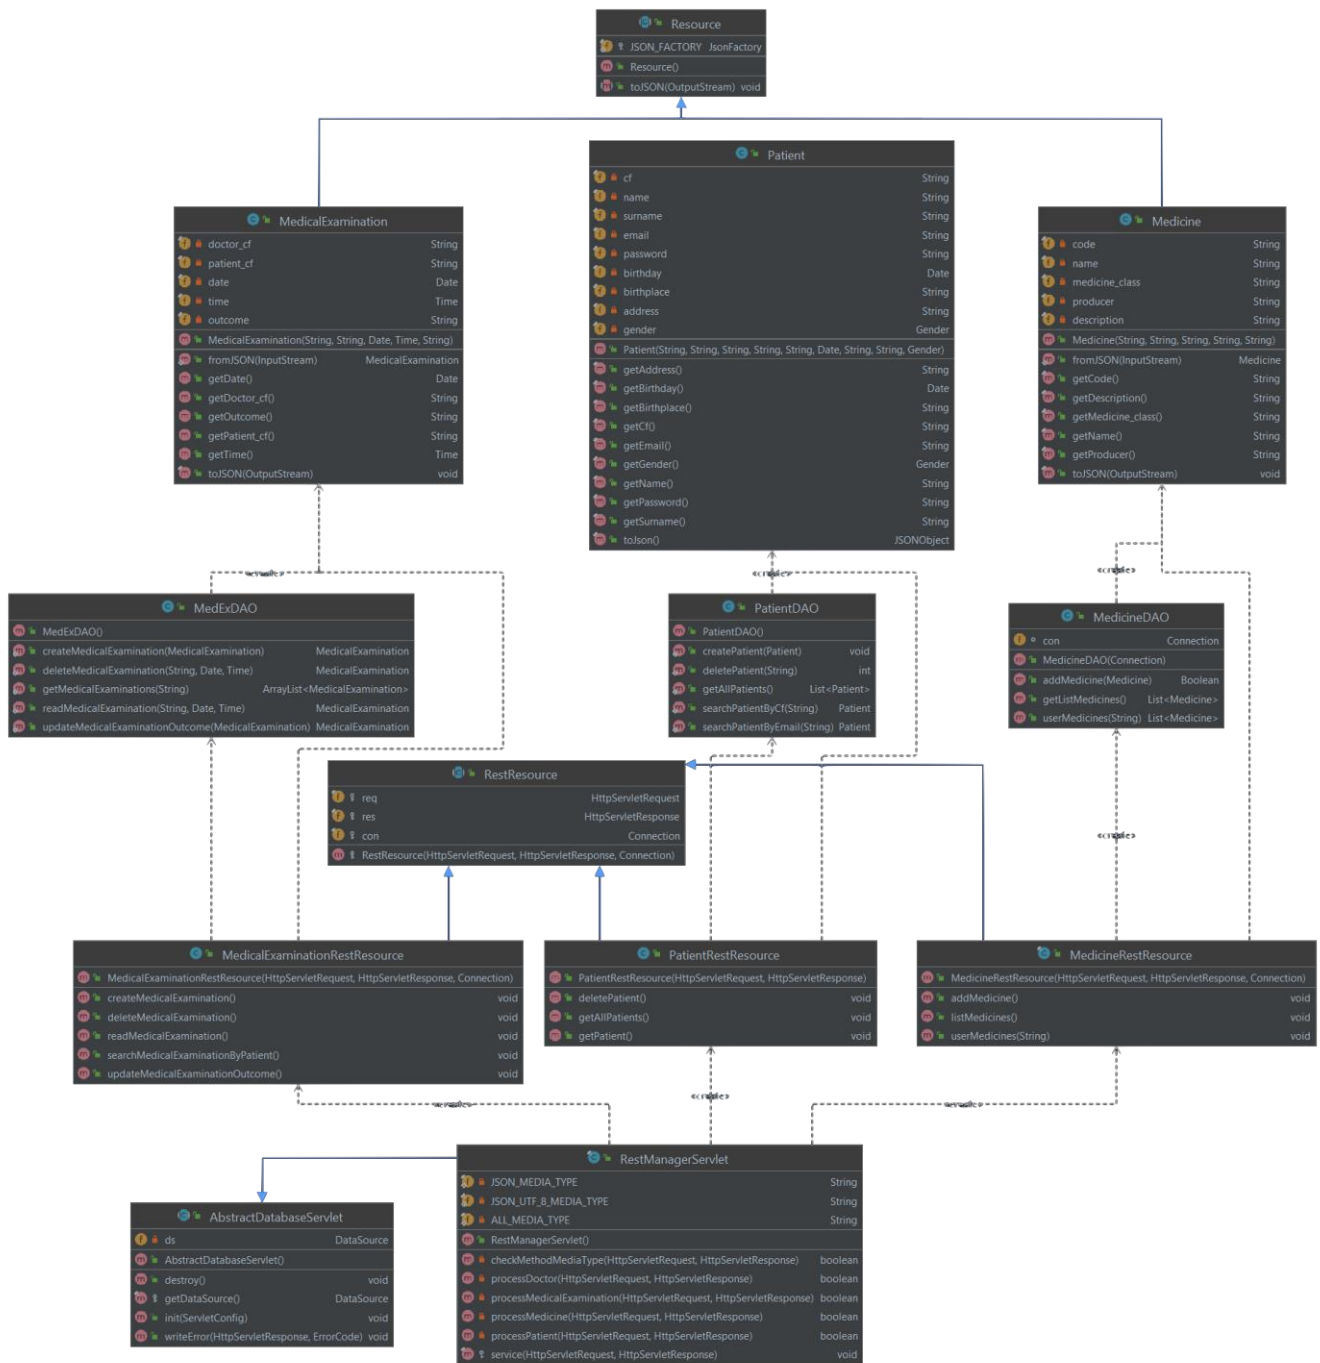 Resource
JSON_FACTORY JsonFactory
Resource()
toJSON(OutputStream) void
Patient
cf String
name String
surname String
email String
password String
birthday Date
birthplace String
address String
gender Gender
Patient(String, String, String, String, String, Date, String, String, Gender)
getAddress() String
getBirthday() Date
getBirthplace() String
getCf() String
getEmail() String
getGender() Gender
getName() String
getPassword() String
getSurname() String
toJson() JSONObject
MedicalExamination
doctor_cf String
patient_cf String
date Date
time Time
outcome String
MedicalExamination(String, String, Date, Time, String)
fromJSON(InputStream) MedicalExamination
getDate() Date
getDoctor_cf() String
getOutcome() String
getPatient_cf() String
getTime() Time
toJSON(OutputStream) void
Medicine
code String
name String
medicine_class String
producer String
description String
Medicine(String, String, String, String, String)
fromJSON(InputStream) Medicine
getCode() String
getDescription() String
getMedicine_class() String
getName() String
getProducer() String
toJSON(OutputStream) void
MedExDAO
MedExDAO()
createMedicalExamination(MedicalExamination) MedicalExamination
deleteMedicalExamination(String, Date, Time) MedicalExamination
getMedicalExaminations(String) ArrayList<MedicalExamination>
readMedicalExamination(String, Date, Time) MedicalExamination
updateMedicalExaminationOutcome(MedicalExamination) MedicalExamination
PatientDAO
PatientDAO()
createPatient(Patient) void
deletePatient(String) int
getAllPatients() List<Patient>
searchPatientByCf(String) Patient
searchPatientByEmail(String) Patient
MedicineDAO
con Connection
MedicineDAO(Connection)
addMedicine(Medicine) Boolean
getListMedicines() List<Medicine>
userMedicines(String) List<Medicine>
RestResource
req HttpServletRequest
res HttpServletResponse
con Connection
RestResource(HttpServletRequest, HttpServletResponse, Connection)
MedicalExaminationRestResource
MedicalExaminationRestResource(HttpServletRequest, HttpServletResponse, Connection)
createMedicalExamination() void
deleteMedicalExamination() void
readMedicalExamination() void
searchMedicalExaminationByPatient() void
updateMedicalExaminationOutcome() void
PatientRestResource
PatientRestResource(HttpServletRequest, HttpServletResponse)
deletePatient() void
getAllPatients() void
getPatient() void
MedicineRestResource
MedicineRestResource(HttpServletRequest, HttpServletResponse, Connection)
addMedicine() void
listMedicines() void
userMedicines(String) void
RestManagerServlet
JSON_MEDIA_TYPE String
JSON_UTF_8_MEDIA_TYPE String
ALL_MEDIA_TYPE String
RestManagerServlet()
checkMethodMediaType(HttpServletRequest, HttpServletResponse) boolean
processDoctor(HttpServletRequest, HttpServletResponse) boolean
processMedicalExamination(HttpServletRequest, HttpServletResponse) boolean
processMedicine(HttpServletRequest, HttpServletResponse) boolean
processPatient(HttpServletRequest, HttpServletResponse) boolean
service(HttpServletRequest, HttpServletResponse) void
AbstractDatabaseServlet
ds DataSource
AbstractDatabaseServlet()
destroy() void
getDataSource() DataSource
init(ServletConfig) void
writeError(HttpServletResponse, ErrorCode) void